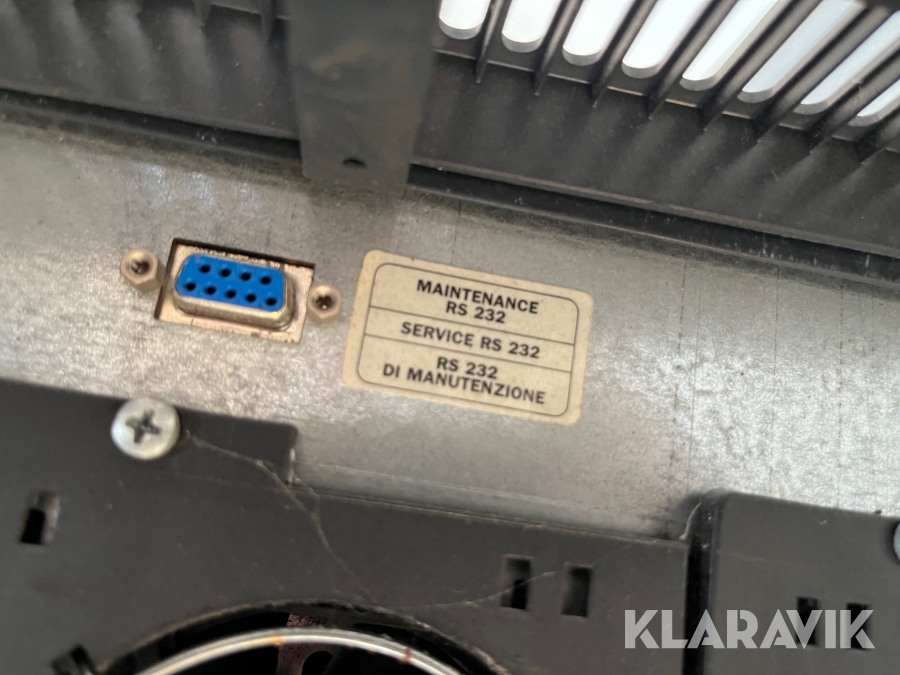 MAINTENANCE
RS 232
SERVICE RS 232
RS 232
DI MANUTENZIONE
KLARAVIK